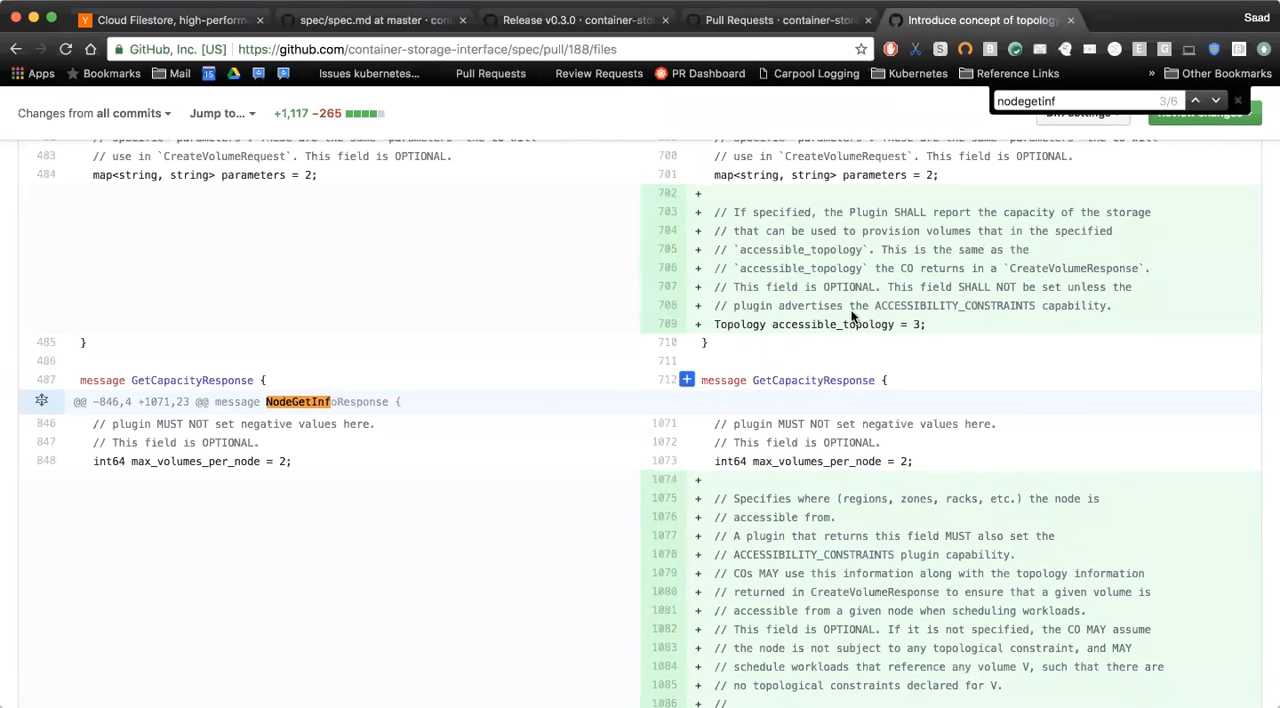 Cloud Filestore, high-perform
spec/spec.md at master · cont
Release v0.3.0 · container-sto
Pull Requests · container-stor
Introduce concept of topology
Saad
GitHub, Inc. [US]
https://github.com/container-storage-interface/spec/pull/188/files
Apps
Bookmarks
Mail
Issues kubernetes...
Pull Requests
Review Requests
PR Dashboard
Carpool Logging
Kubernetes
Reference Links
»
Other Bookmarks
nodegetinf 3/6
Changes from all commits
Jump to...
+1,117 −265
483 // use in `CreateVolumeRequest`. This field is OPTIONAL.
484 map<string, string> parameters = 2;
700 // use in `CreateVolumeRequest`. This field is OPTIONAL.
701 map<string, string> parameters = 2;
702 +
703 + // If specified, the Plugin SHALL report the capacity of the storage
704 + // that can be used to provision volumes that in the specified
705 + // `accessible_topology`. This is the same as the
706 + // `accessible_topology` the CO returns in a `CreateVolumeResponse`.
707 + // This field is OPTIONAL. This field SHALL NOT be set unless the
708 + // plugin advertises the ACCESSIBILITY_CONSTRAINTS capability.
709 + Topology accessible_topology = 3;
485 }
710 }
486
711
487 message GetCapacityResponse {
712 message GetCapacityResponse {
@@ -846,4 +1071,23 @@ message NodeGetInfoResponse {
846 // plugin MUST NOT set negative values here.
1071 // plugin MUST NOT set negative values here.
847 // This field is OPTIONAL.
1072 // This field is OPTIONAL.
848 int64 max_volumes_per_node = 2;
1073 int64 max_volumes_per_node = 2;
1074 +
1075 + // Specifies where (regions, zones, racks, etc.) the node is
1076 + // accessible from.
1077 + // A plugin that returns this field MUST also set the
1078 + // ACCESSIBILITY_CONSTRAINTS plugin capability.
1079 + // COs MAY use this information along with the topology information
1080 + // returned in CreateVolumeResponse to ensure that a given volume is
1081 + // accessible from a given node when scheduling workloads.
1082 + // This field is OPTIONAL. If it is not specified, the CO MAY assume
1083 + // the node is not subject to any topological constraint, and MAY
1084 + // schedule workloads that reference any volume V, such that there are
1085 + // no topological constraints declared for V.
1086 + //